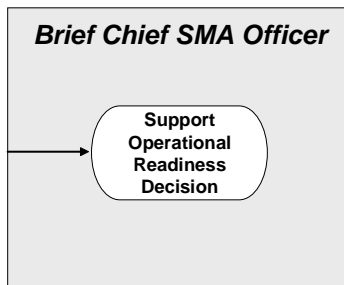 Brief Chief SMA Officer
Support
Operational
Readiness
Decision